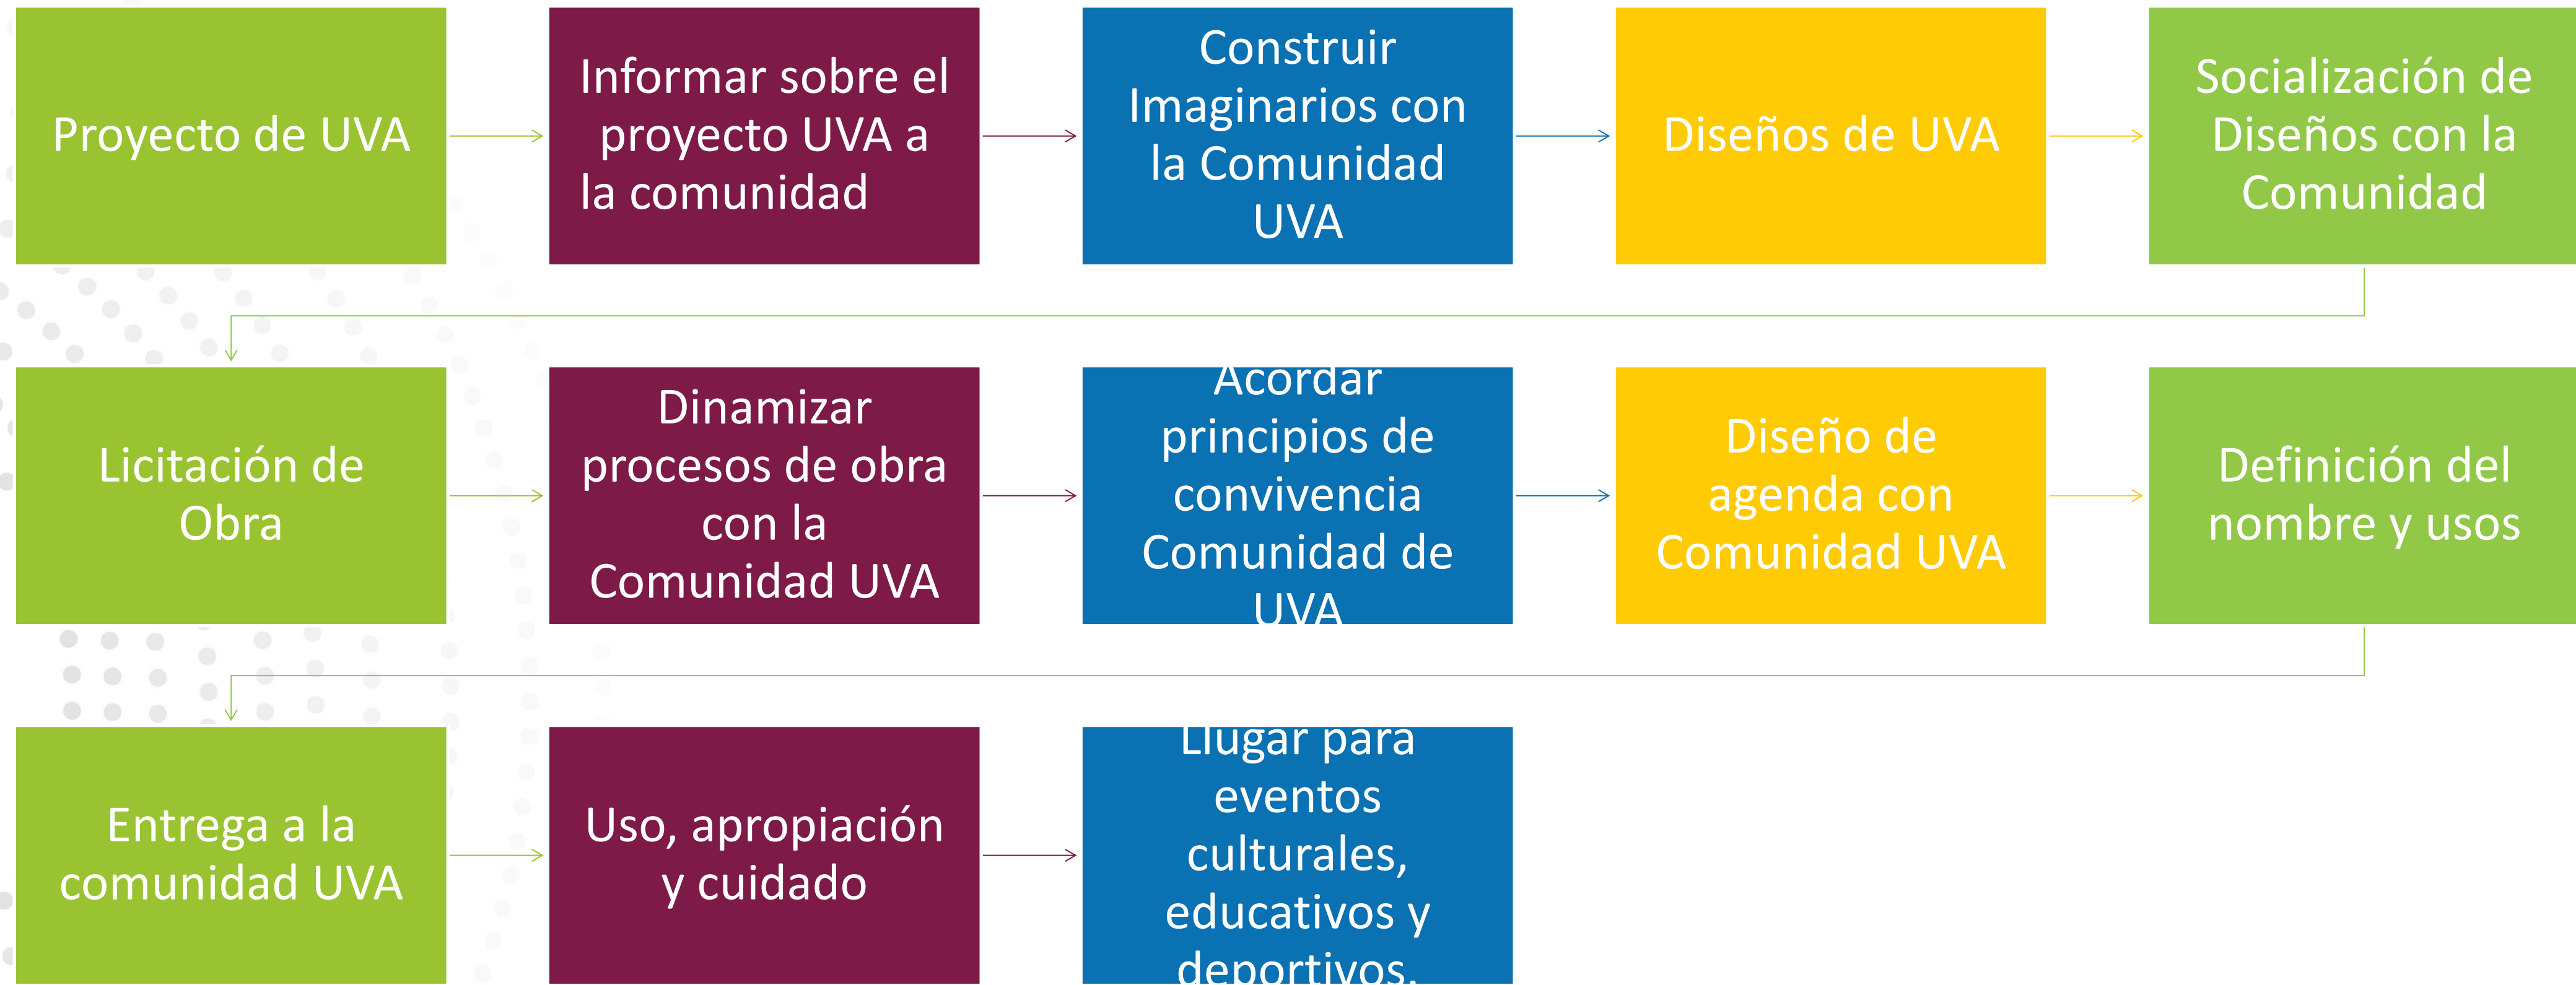 Proyecto de UVA
Informar sobre el
proyecto UVA a
la comunidad
Construir
Imaginarios con
la Comunidad
UVA
Diseños de UVA
Socialización de
Diseños con la
Comunidad
Licitación de
Obra
Dinamizar
procesos de obra
con la
Comunidad UVA
Acordar
principios de
convivencia
Comunidad de
UVA
Diseño de
agenda con
Comunidad UVA
Definición del
nombre y usos
Entrega a la
comunidad UVA
Uso, apropiación
y cuidado
Llugar para
eventos
culturales,
educativos y
deportivos.